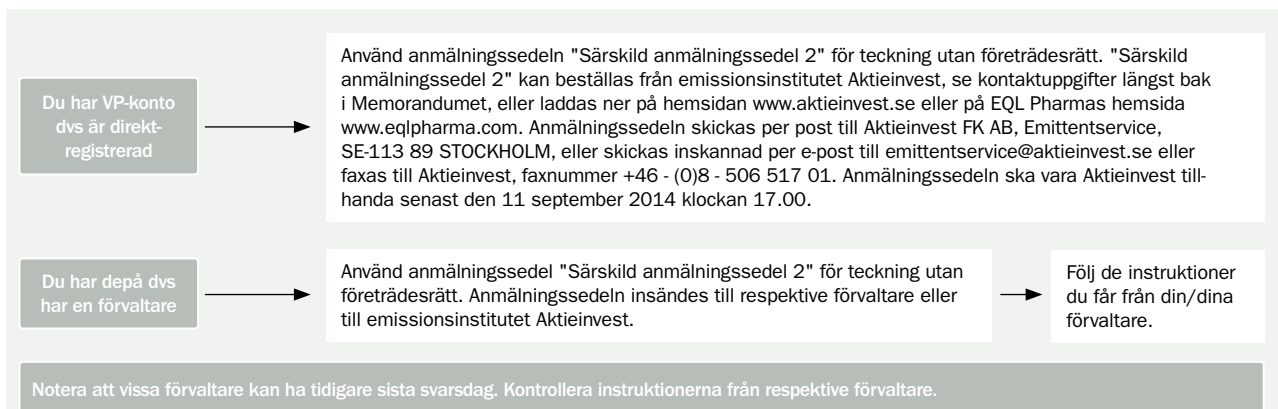 Du har VP-konto
dvs är direkt-
registrerad
Använd anmälningssedeln "Särskild anmälningssedel 2" för teckning utan företrädesrätt. "Särskild
anmälningssedel 2" kan beställas från emissionsinstitutet Aktieinvest, se kontaktuppgifter längst bak
i Memorandumet, eller laddas ner på hemsidan www.aktieinvest.se eller på EQL Pharmas hemsida
www.eqlpharma.com. Anmälningssedeln skickas per post till Aktieinvest FK AB, Emittentservice,
SE-113 89 STOCKHOLM, eller skickas inskannad per e-post till emittentservice@aktieinvest.se eller
faxas till Aktieinvest, faxnummer +46 - (0)8 - 506 517 01. Anmälningssedeln ska vara Aktieinvest till-
handa senast den 11 september 2014 klockan 17.00.
Du har depå dvs
har en förvaltare
Använd anmälningssedel "Särskild anmälningssedel 2" för teckning utan
företrädesrätt. Anmälningssedeln insändes till respektive förvaltare eller
till emissionsinstitutet Aktieinvest.
Följ de instruktioner
du får från din/dina
förvaltare.
Notera att vissa förvaltare kan ha tidigare sista svarsdag. Kontrollera instruktionerna från respektive förvaltare.